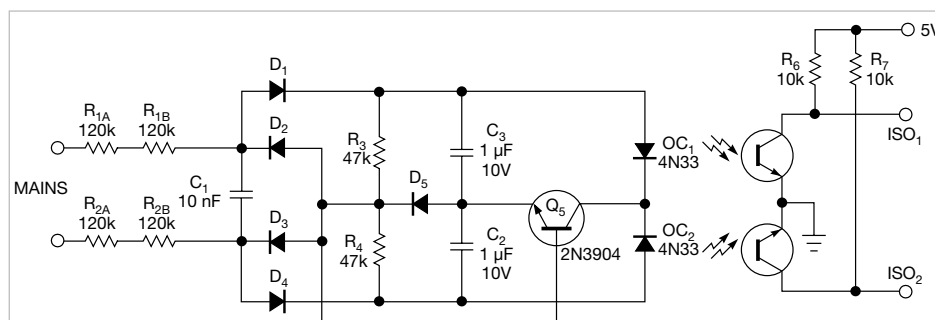 5V
D1
R6
10k
R7
10k
R1A
120k
R1B
120k
D2
R3
47k
C3
1 µF
10V
OC1
4N33
ISO1
MAINS
C1
10 nF
D5
Q5
R2A
120k
R2B
120k
D3
R4
47k
C2
1 µF
10V
2N3904
OC2
4N33
D4
ISO2